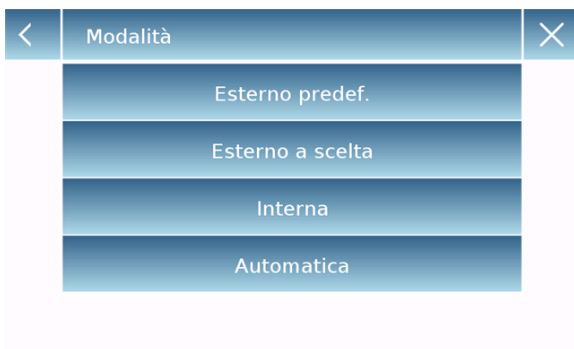 Modalità
Esterno predef.
Esterno a scelta
Interna
Automatica